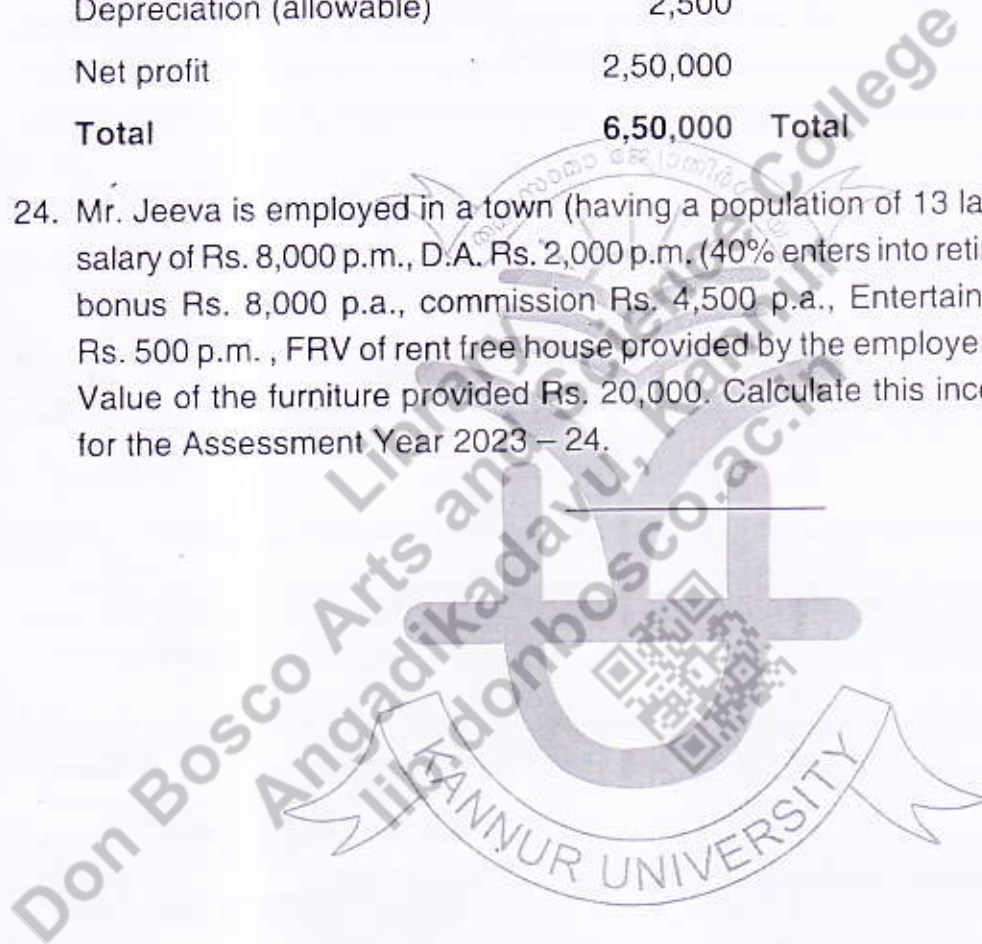 Depreciation (allowable) 2,500
Net profit 2,50,000
Total 6,50,000 Total
24. Mr. Jeeva is employed in a town (having a population of 13 la
salary of Rs. 8,000 p.m., D.A. Rs. 2,000 p.m. (40% enters into reti
bonus Rs. 8,000 p.a., commission Rs. 4,500 p.a., Entertain
Rs. 500 p.m. , FRV of rent free house provided by the employe
Value of the furniture provided Rs. 20,000. Calculate this inc
for the Assessment Year 2023 – 24.
Library
Don Bosco Arts and Science College
Angadikadavu, Kannur
lib.donbosco.ac.in
KANNUR UNIVERSITY